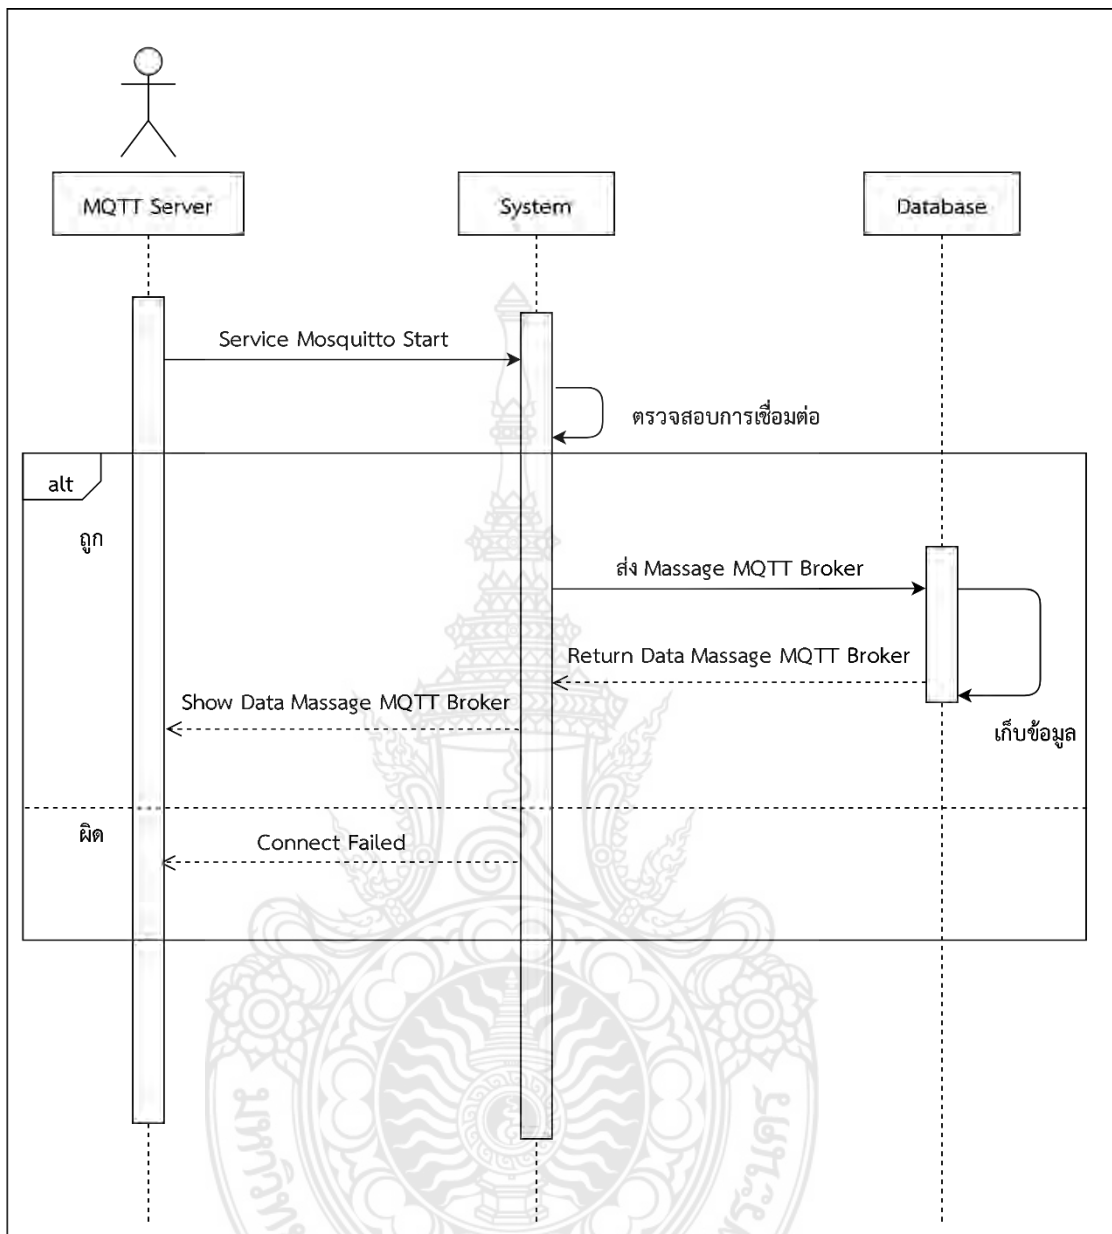 MQTT Server
System
Database
Service Mosquitto Start
ตรวจสอบการเชื่อมต่อ
alt
ถูก
ส่ง Massage MQTT Broker
Return Data Massage MQTT Broker
Show Data Massage MQTT Broker
เก็บข้อมูล
ผิด
Connect Failed